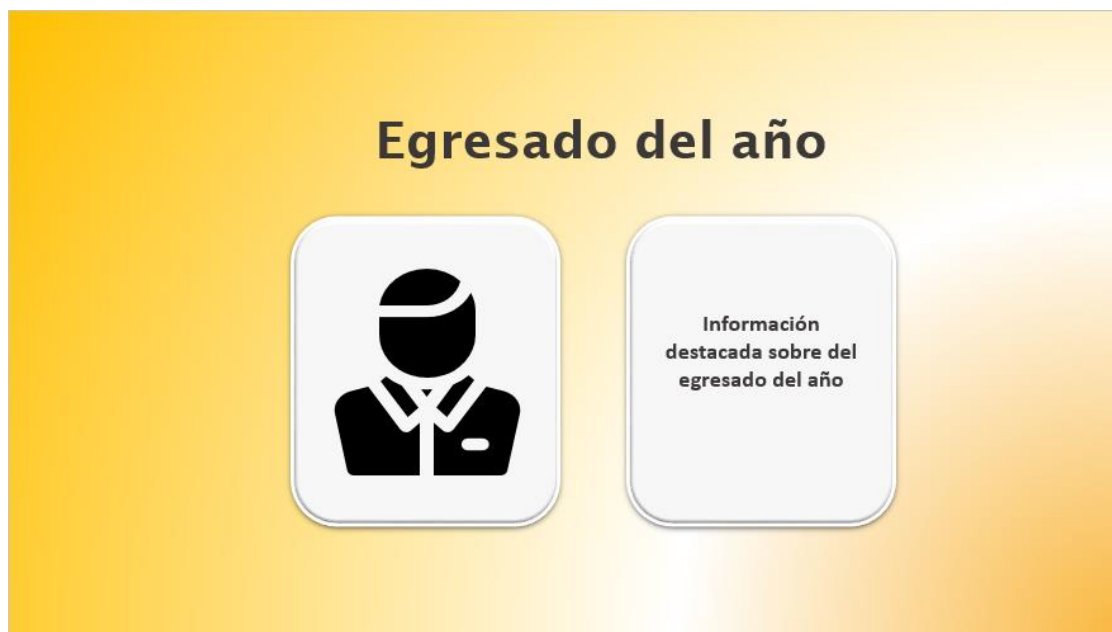 Egresado del año
Información
destacada sobre del
egresado del año